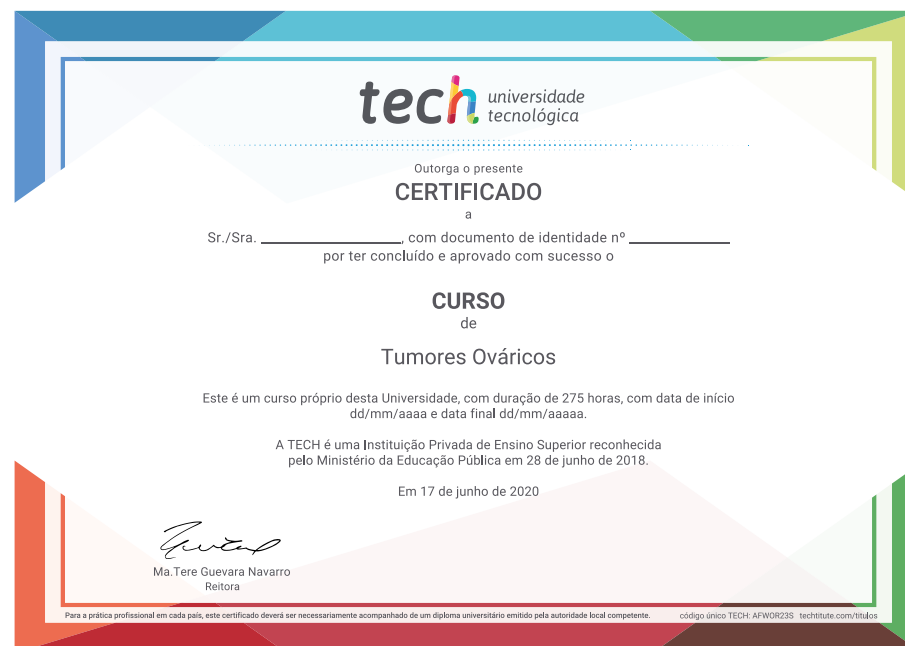 tech universidade
tecnológica
Outorga o presente
CERTIFICADO
a
Sr./Sra. ____________________, com documento de identidade nº ______________
por ter concluído e aprovado com sucesso o
CURSO
de
Tumores Ováricos
Este é um curso próprio desta Universidade, com duração de 275 horas, com data de início
dd/mm/aaaa e data final dd/mm/aaaaa.
A TECH é uma Instituição Privada de Ensino Superior reconhecida
pelo Ministério da Educação Pública em 28 de junho de 2018.
Em 17 de junho de 2020
Ma.Tere Guevara Navarro
Reitora
Para a prática profissional em cada país, este certificado deverá ser necessariamente acompanhado de um diploma universitário emitido pela autoridade local competente. código único TECH: AFWOR23S techtitute.com/titulos